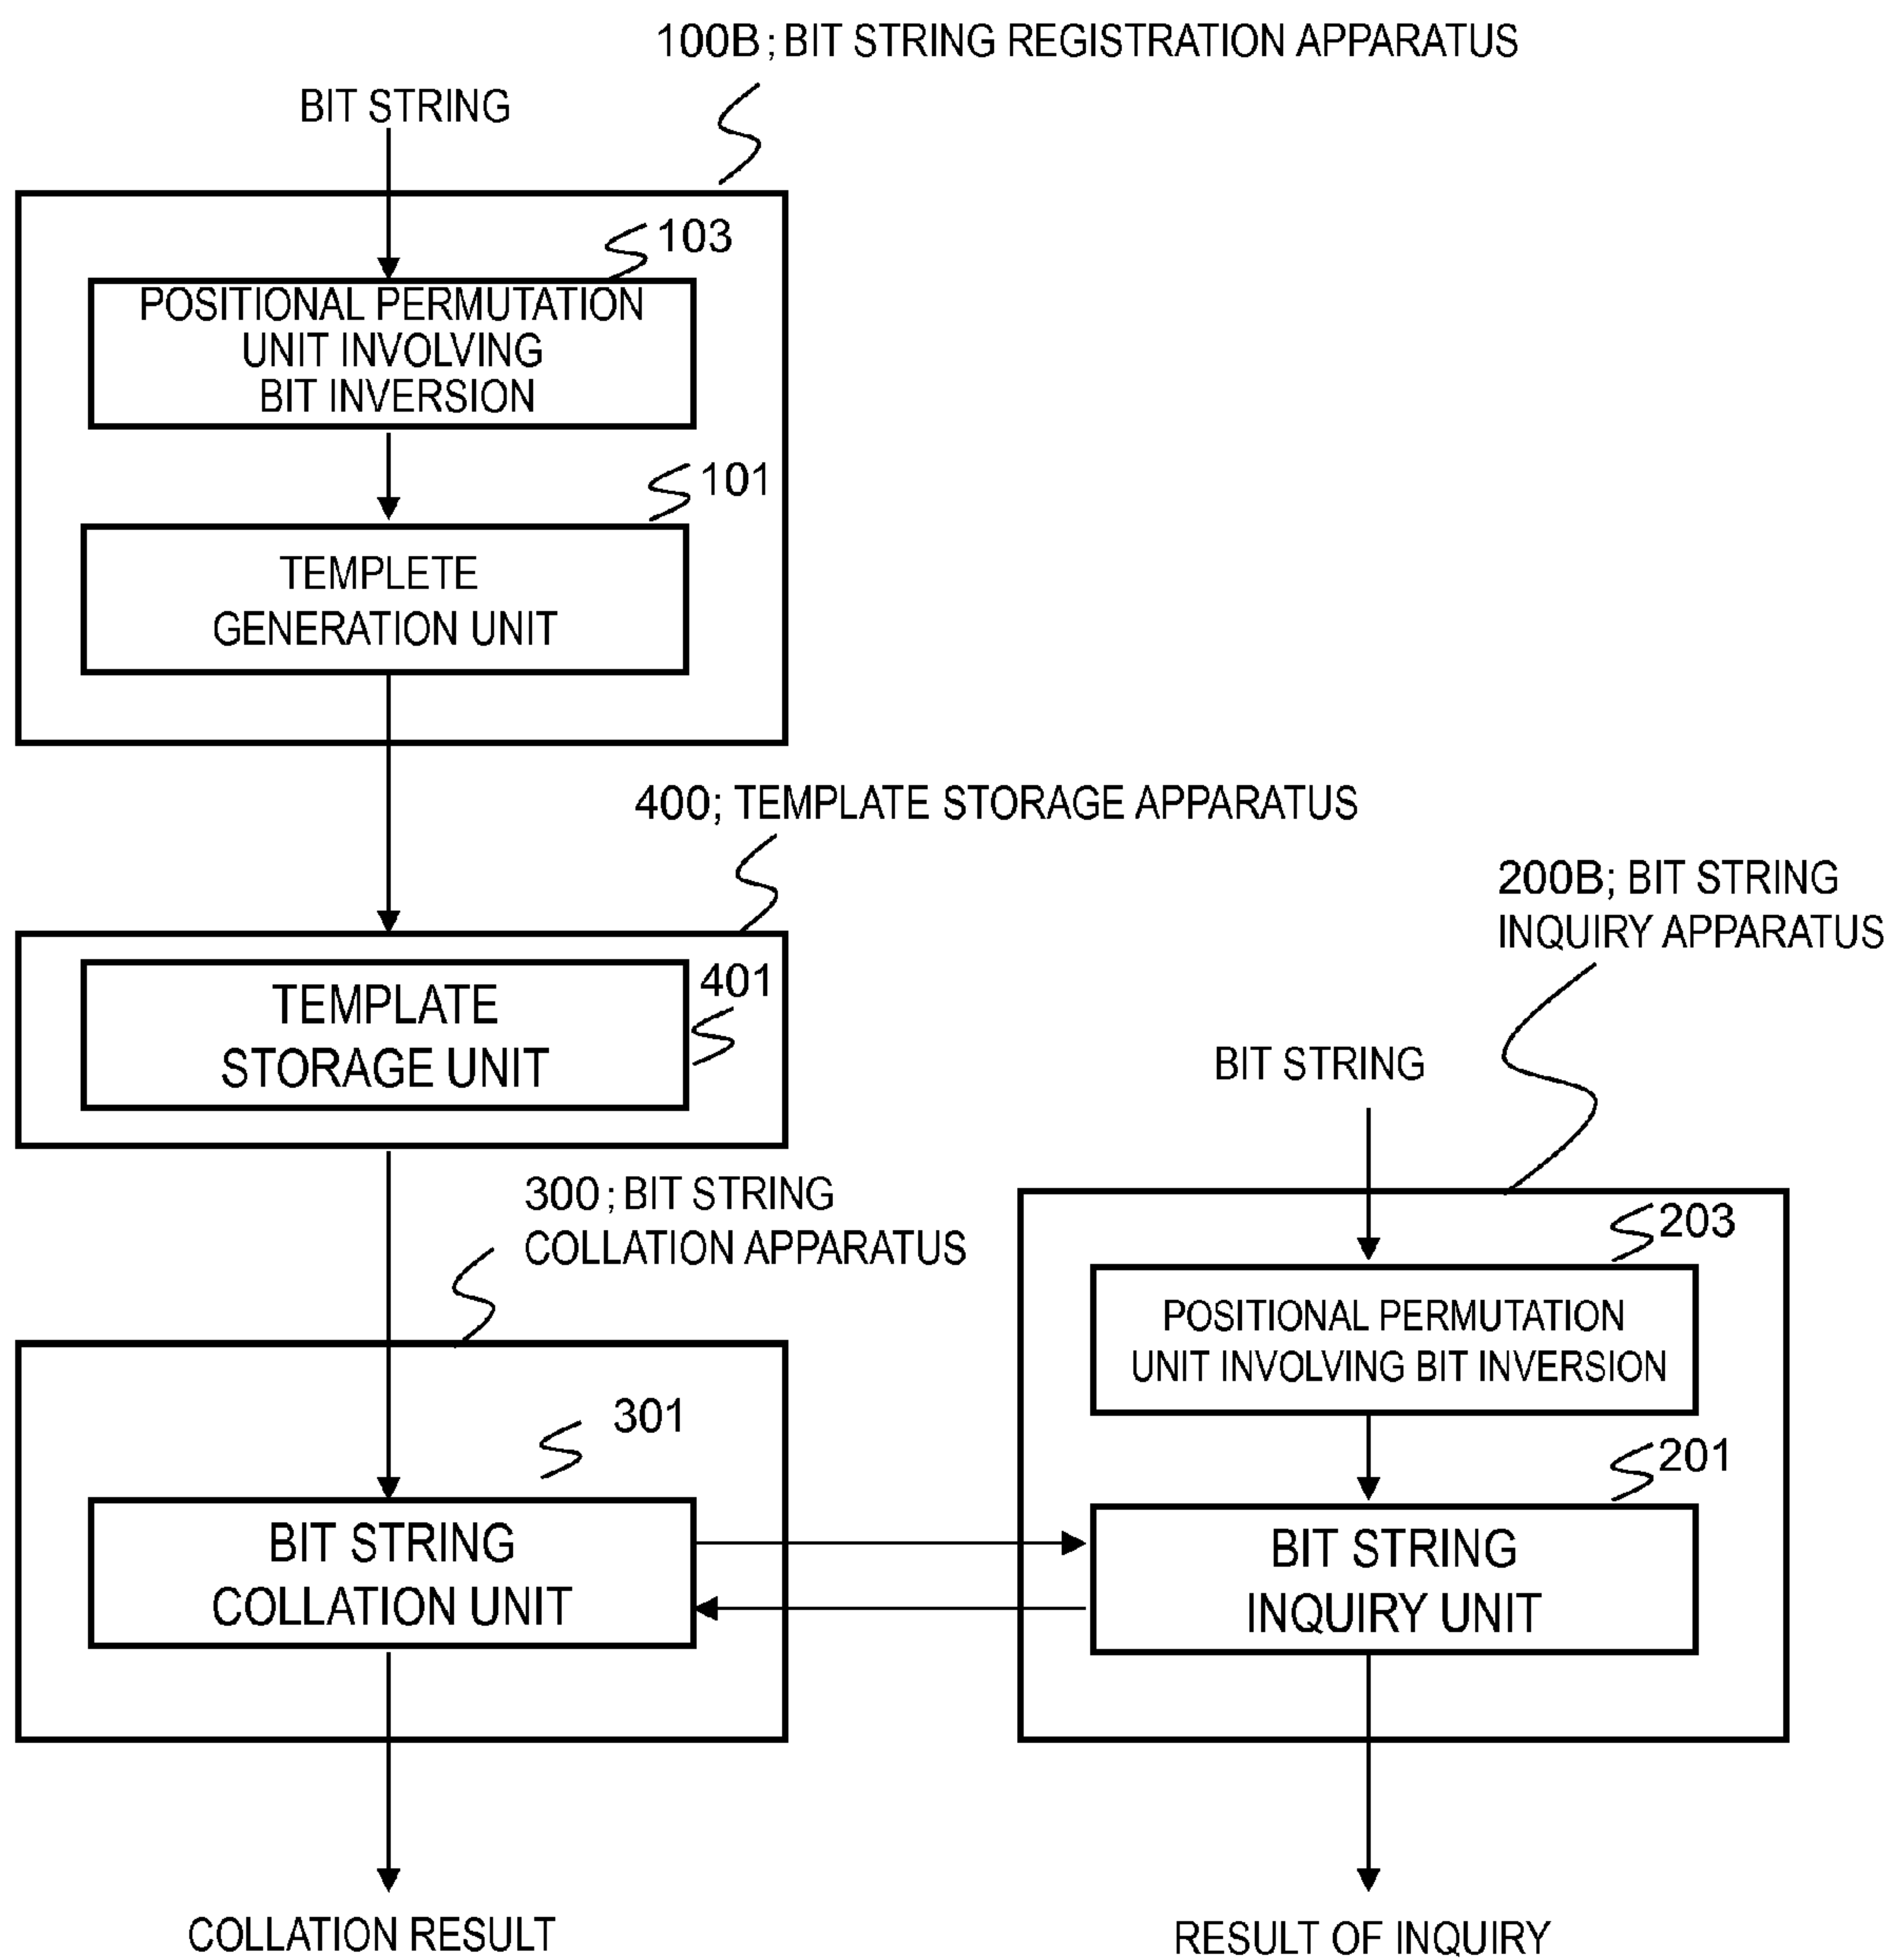 100B; BIT STRING REGISTRATION APPARATUS
BIT STRING
103
POSITIONAL PERMUTATION
UNIT INVOLVING
BIT INVERSION
101
TEMPLETE
GENERATION UNIT
400; TEMPLATE STORAGE APPARATUS
200B; BIT STRING
INQUIRY APPARATUS
401
TEMPLATE
STORAGE UNIT
BIT STRING
300; BIT STRING
COLLATION APPARATUS
203
POSITIONAL PERMUTATION
UNIT INVOLVING BIT INVERSION
301
201
BIT STRING
COLLATION UNIT
BIT STRING
INQUIRY UNIT
COLLATION RESULT
RESULT OF INQUIRY